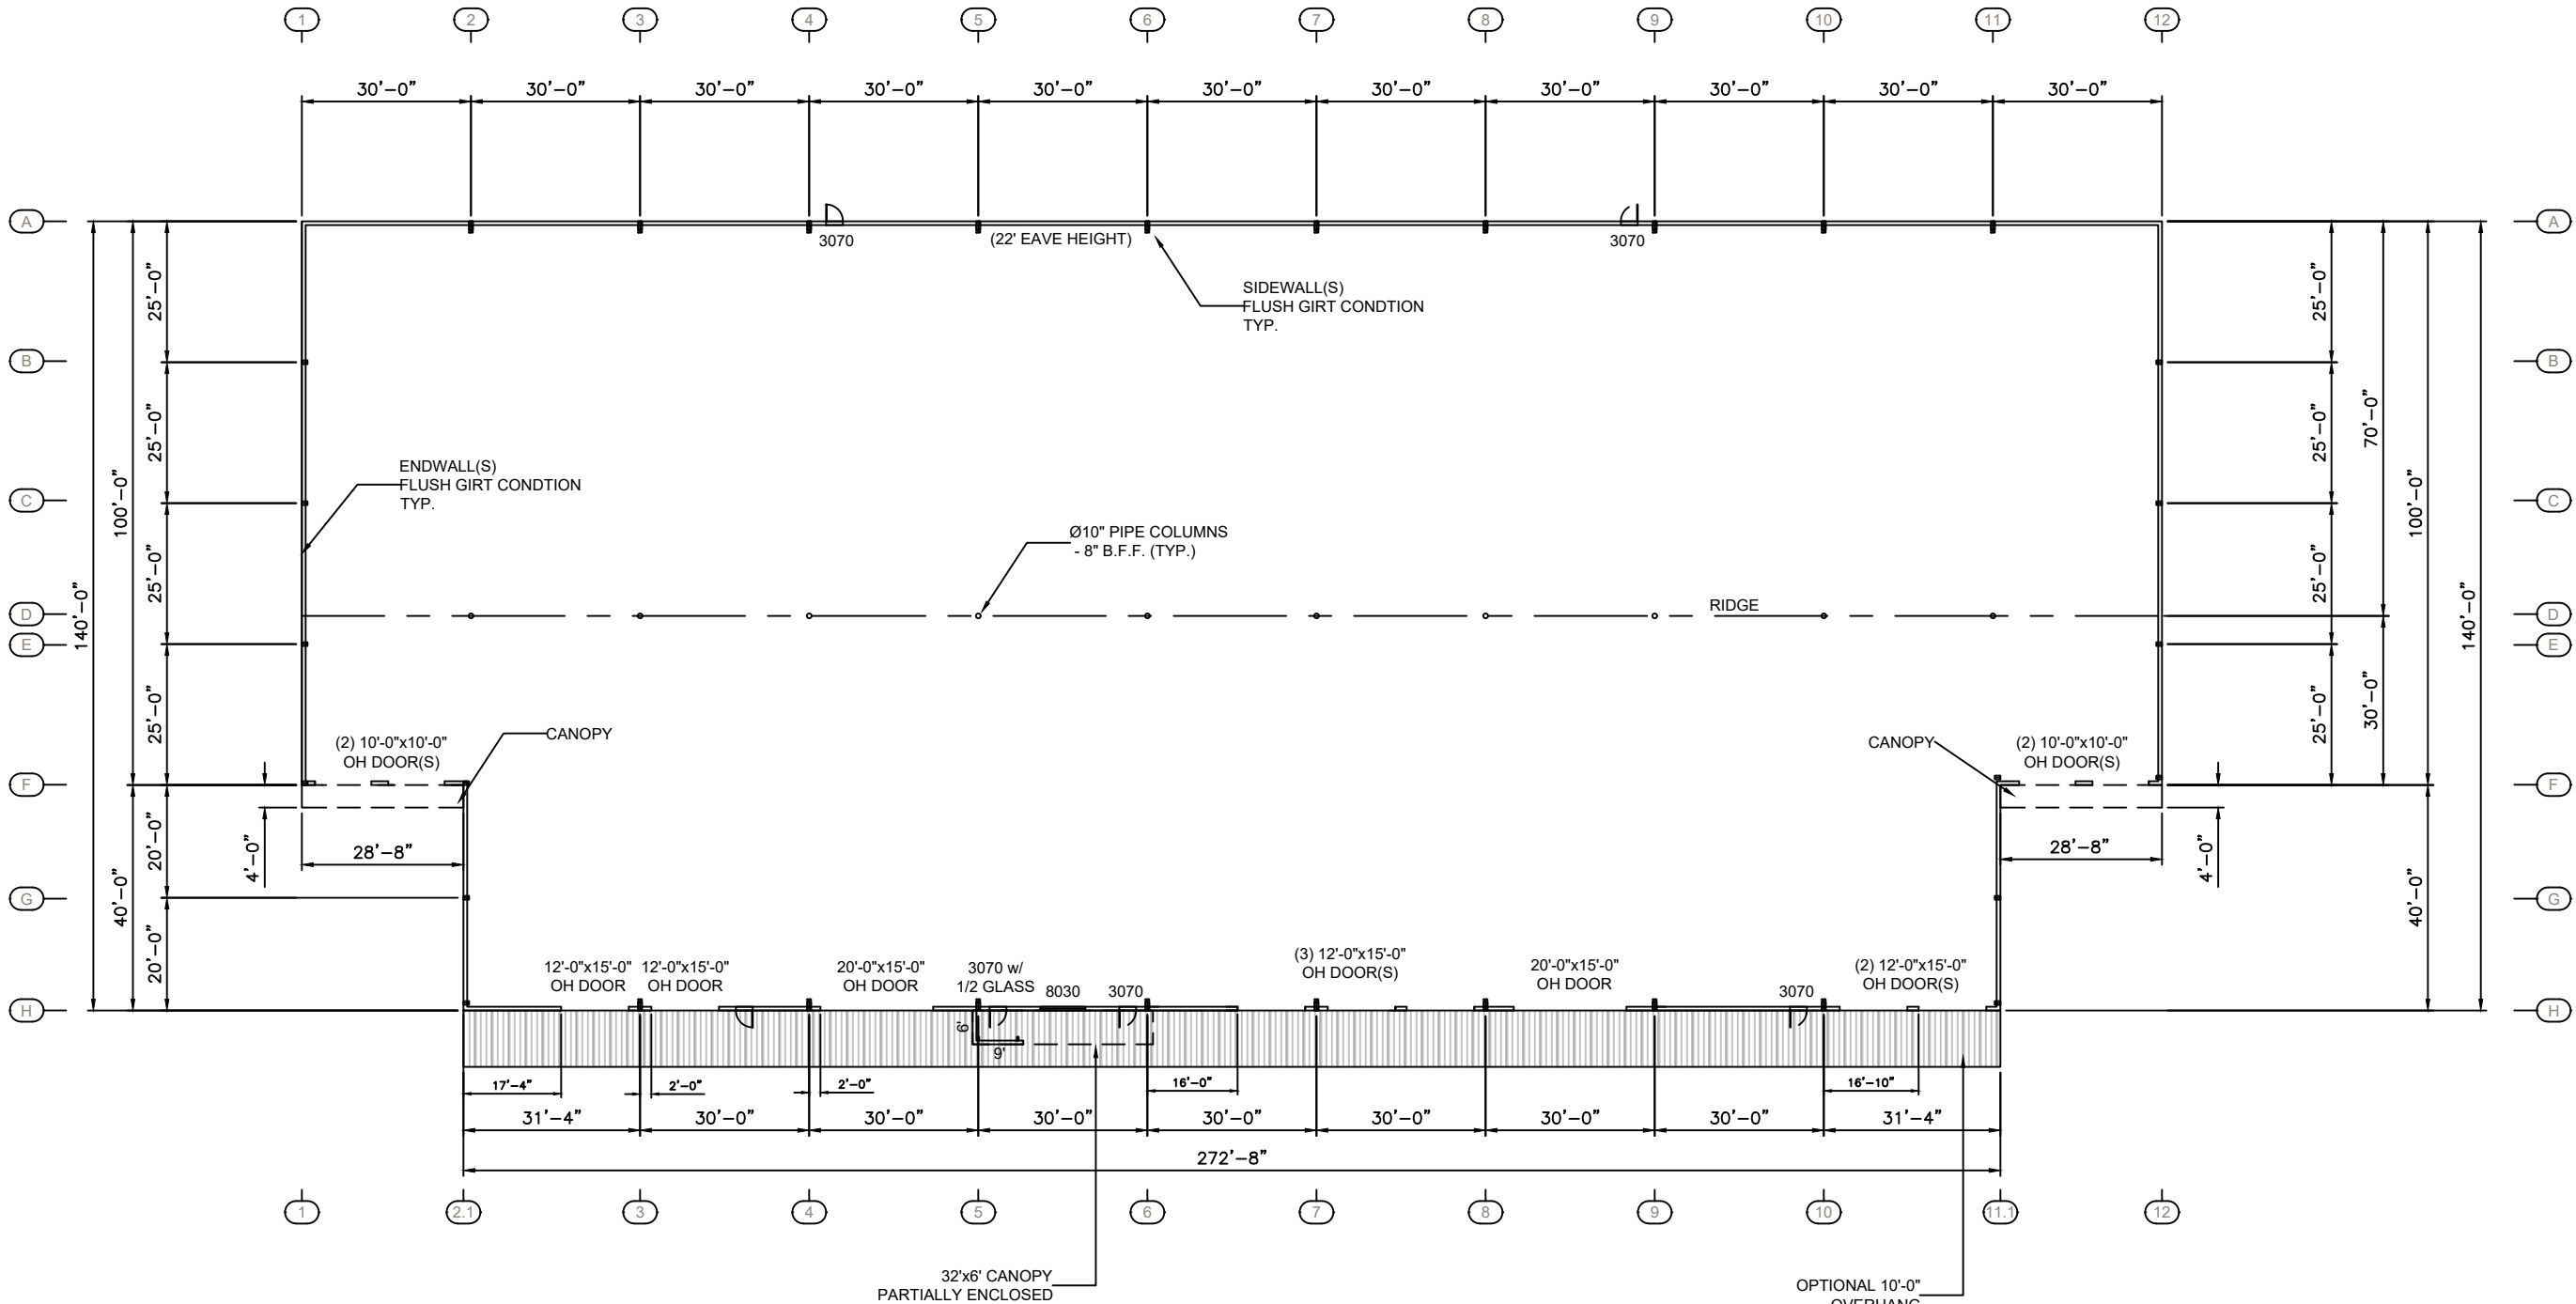 1 2 3 4 5 6 7 8 9 10 11 12
30'-0" 30'-0" 30'-0" 30'-0" 30'-0" 30'-0" 30'-0" 30'-0" 30'-0" 30'-0" 30'-0"
A A
3070 (22' EAVE HEIGHT) 3070
SIDEWALL(S)
FLUSH GIRT CONDTION
TYP.
25'-0" 25'-0"
B B
25'-0" 25'-0" 70'-0"
ENDWALL(S)
FLUSH GIRT CONDTION
TYP.
C C
100'-0" 100'-0"
Ø10" PIPE COLUMNS
- 8" B.F.F. (TYP.)
25'-0" 25'-0"
140'-0" 140'-0"
RIDGE
D D
E E
25'-0" 25'-0" 30'-0"
(2) 10'-0"x10'-0"
OH DOOR(S)
CANOPY
CANOPY
(2) 10'-0"x10'-0"
OH DOOR(S)
F F
20'-0" 4'-0" 28'-8" 28'-8" 4'-0"
40'-0" 40'-0"
G G
20'-0"
12'-0"x15'-0"
OH DOOR
12'-0"x15'-0"
OH DOOR
20'-0"x15'-0"
OH DOOR
3070 w/
1/2 GLASS
8030
3070
(3) 12'-0"x15'-0"
OH DOOR(S)
20'-0"x15'-0"
OH DOOR
3070
(2) 12'-0"x15'-0"
OH DOOR(S)
H H
6'
9'
17'-4" 2'-0" 2'-0" 16'-0" 16'-10"
31'-4" 30'-0" 30'-0" 30'-0" 30'-0" 30'-0" 30'-0" 30'-0" 31'-4"
272'-8"
1 2.1 3 4 5 6 7 8 9 10 11.1 12
32'x6' CANOPY
PARTIALLY ENCLOSED
OPTIONAL 10'-0"
OVERHANG